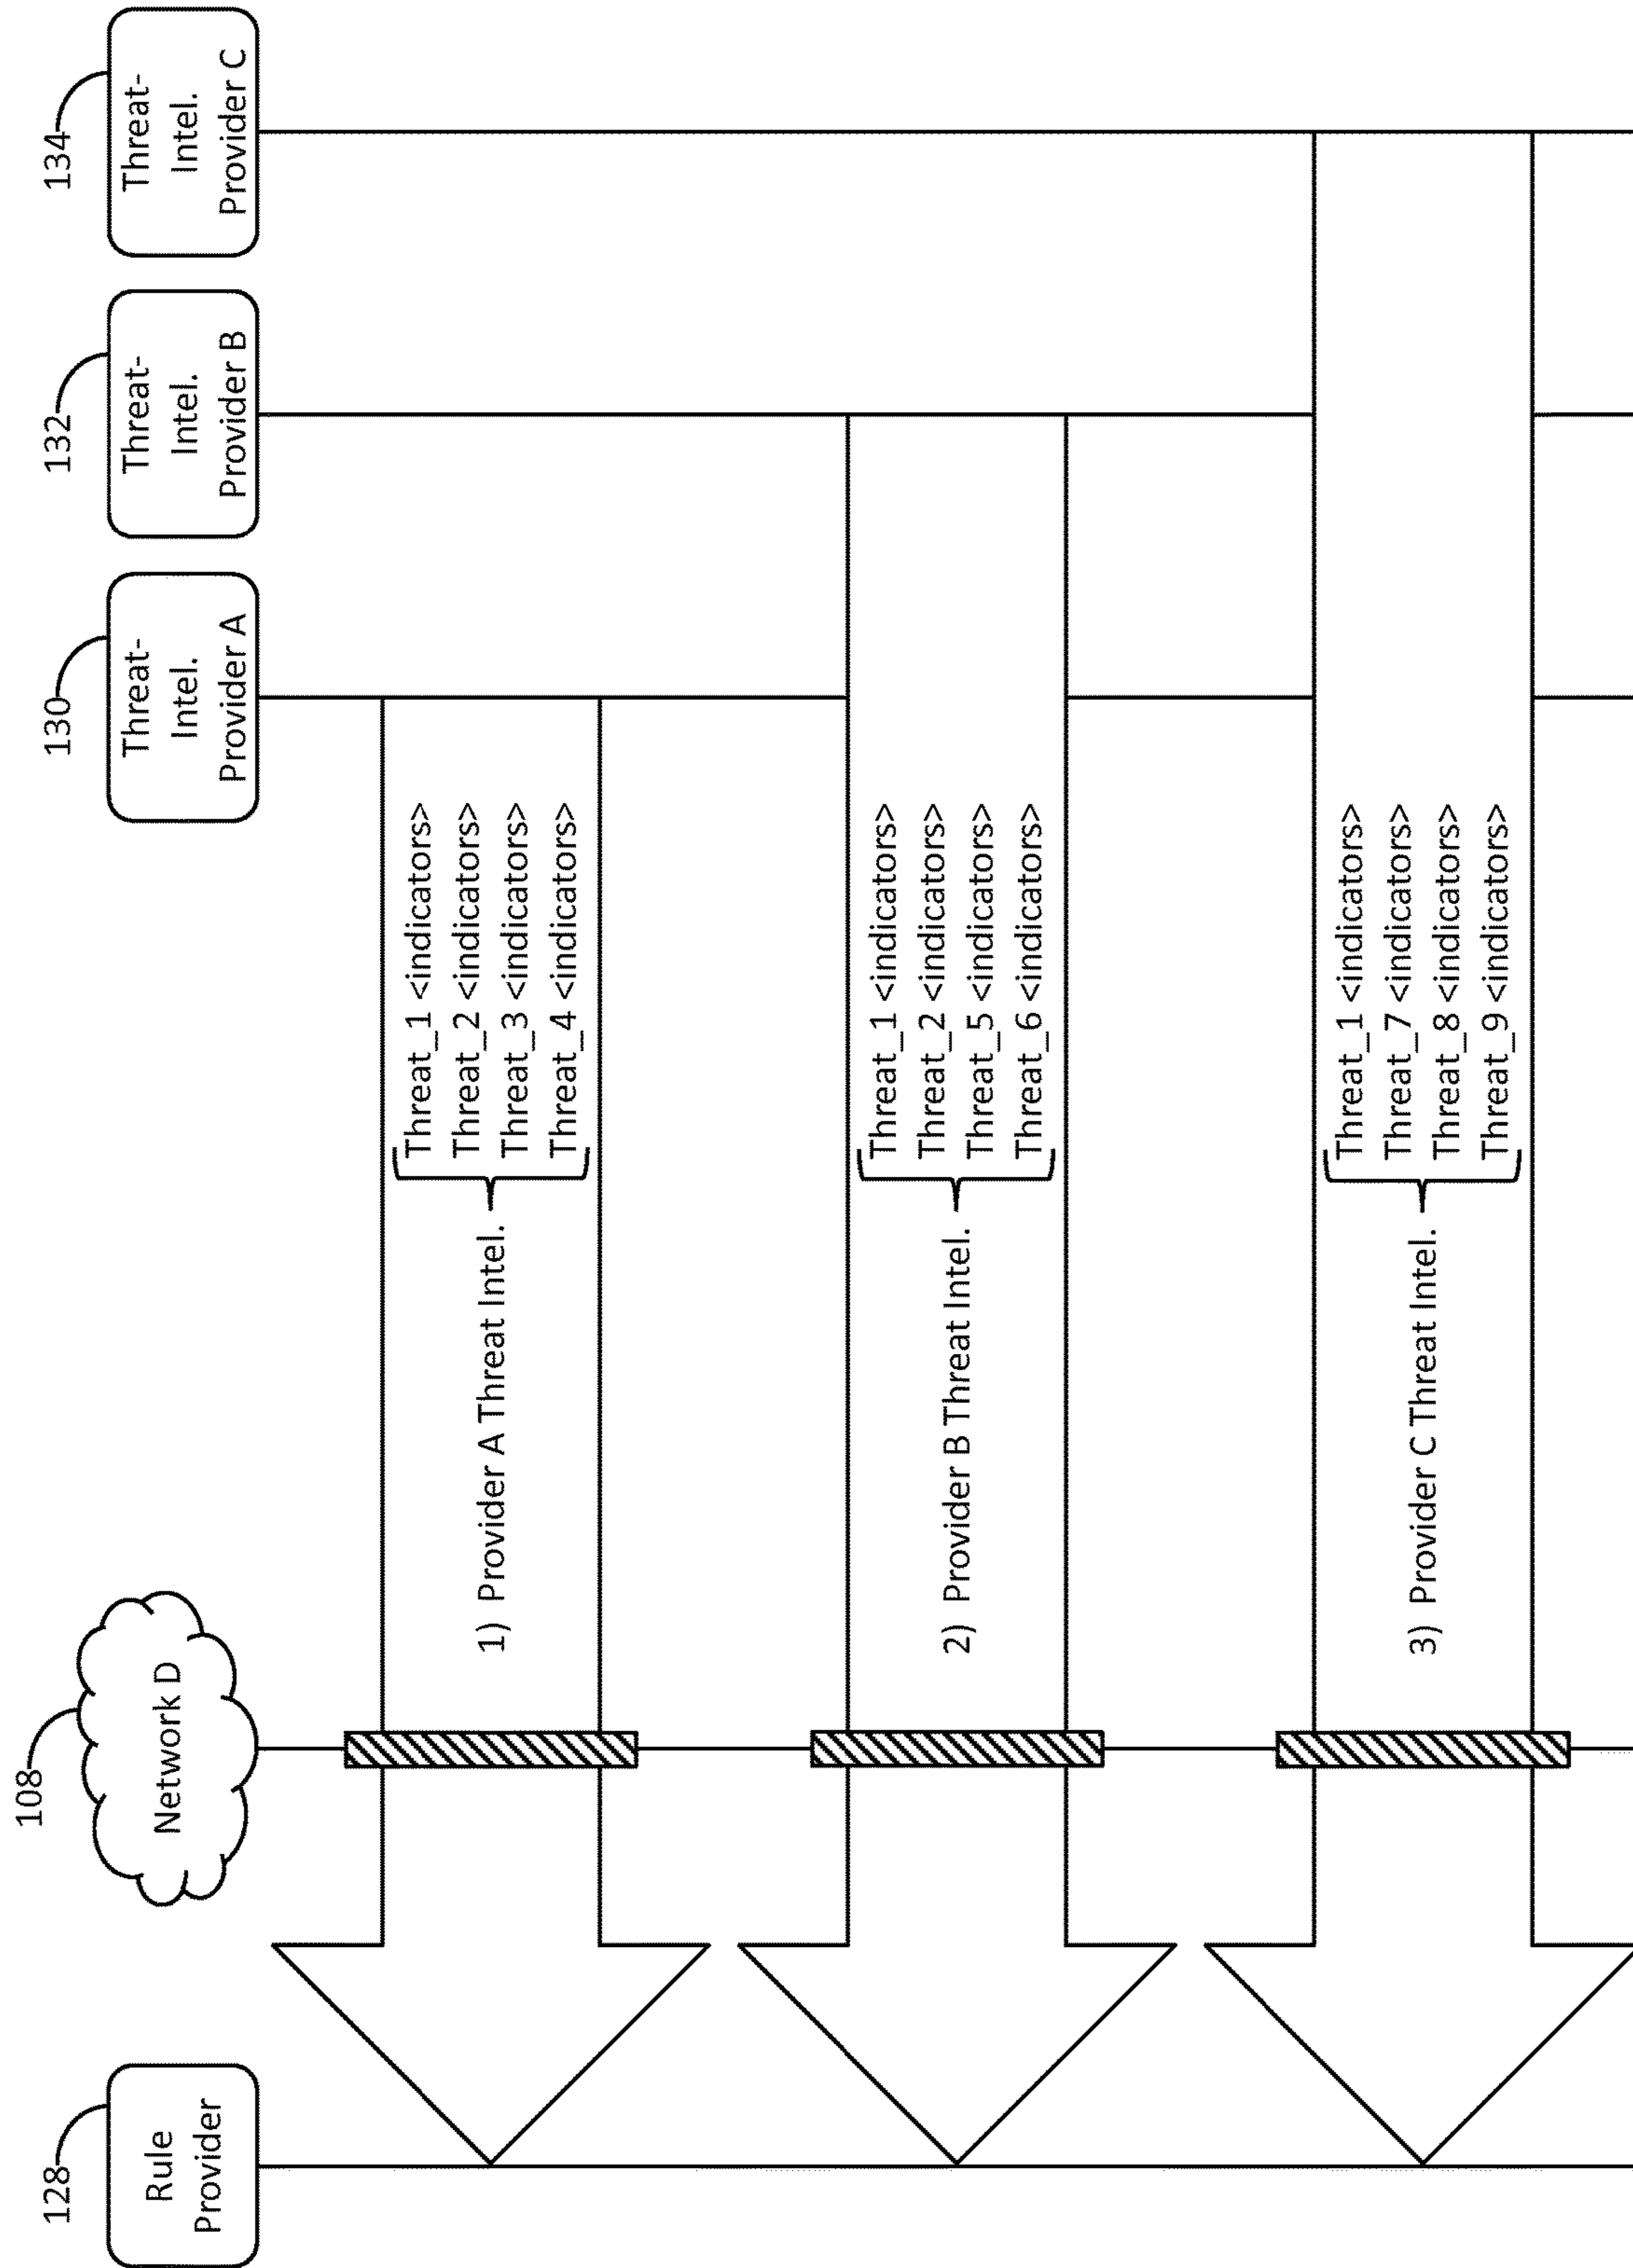 128
Rule
Provider
108
Network D
130
Threat-
Intel.
Provider A
132
Threat-
Intel.
Provider B
134
Threat-
Intel.
Provider C
1) Provider A Threat Intel.
Threat_1 <indicators>
Threat_2 <indicators>
Threat_3 <indicators>
Threat_4 <indicators>
2) Provider B Threat Intel.
Threat_1 <indicators>
Threat_2 <indicators>
Threat_5 <indicators>
Threat_6 <indicators>
3) Provider C Threat Intel.
Threat_1 <indicators>
Threat_7 <indicators>
Threat_8 <indicators>
Threat_9 <indicators>